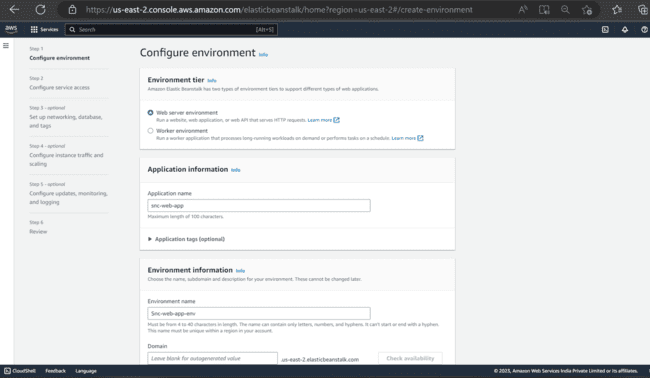 https://us-east-2.console.aws.amazon.com/elasticbeanstalk/home?region=us-east-2#/create-environment
aws Services Search [Alt+S]
Step 1
Configure environment
Step 2
Configure service access
Step 3 - optional
Set up networking, database,
and tags
Step 4 - optional
Configure instance traffic and
scaling
Step 5 - optional
Configure updates, monitoring,
and logging
Step 6
Review
Configure environment Info
Environment tier Info
Amazon Elastic Beanstalk has two types of environment tiers to support different types of web applications.
Web server environment
Run a website, web application, or web API that serves HTTP requests. Learn more
Worker environment
Run a worker application that processes long-running workloads on demand or performs tasks on a schedule. Learn more
Application information Info
Application name
snc-web-app
Maximum length of 100 characters.
Application tags (optional)
Environment information Info
Choose the name, subdomain and description for your environment. These cannot be changed later.
Environment name
Snc-web-app-env
Must be from 4 to 40 characters in length. The name can contain only letters, numbers, and hyphens. It can't start or end with a hyphen.
This name must be unique within a region in your account.
Domain
Leave blank for autogenerated value .us-east-2.elasticbeanstalk.com Check availability
CloudShell Feedback Language © 2023, Amazon Web Services India Private Limited or its affiliates.